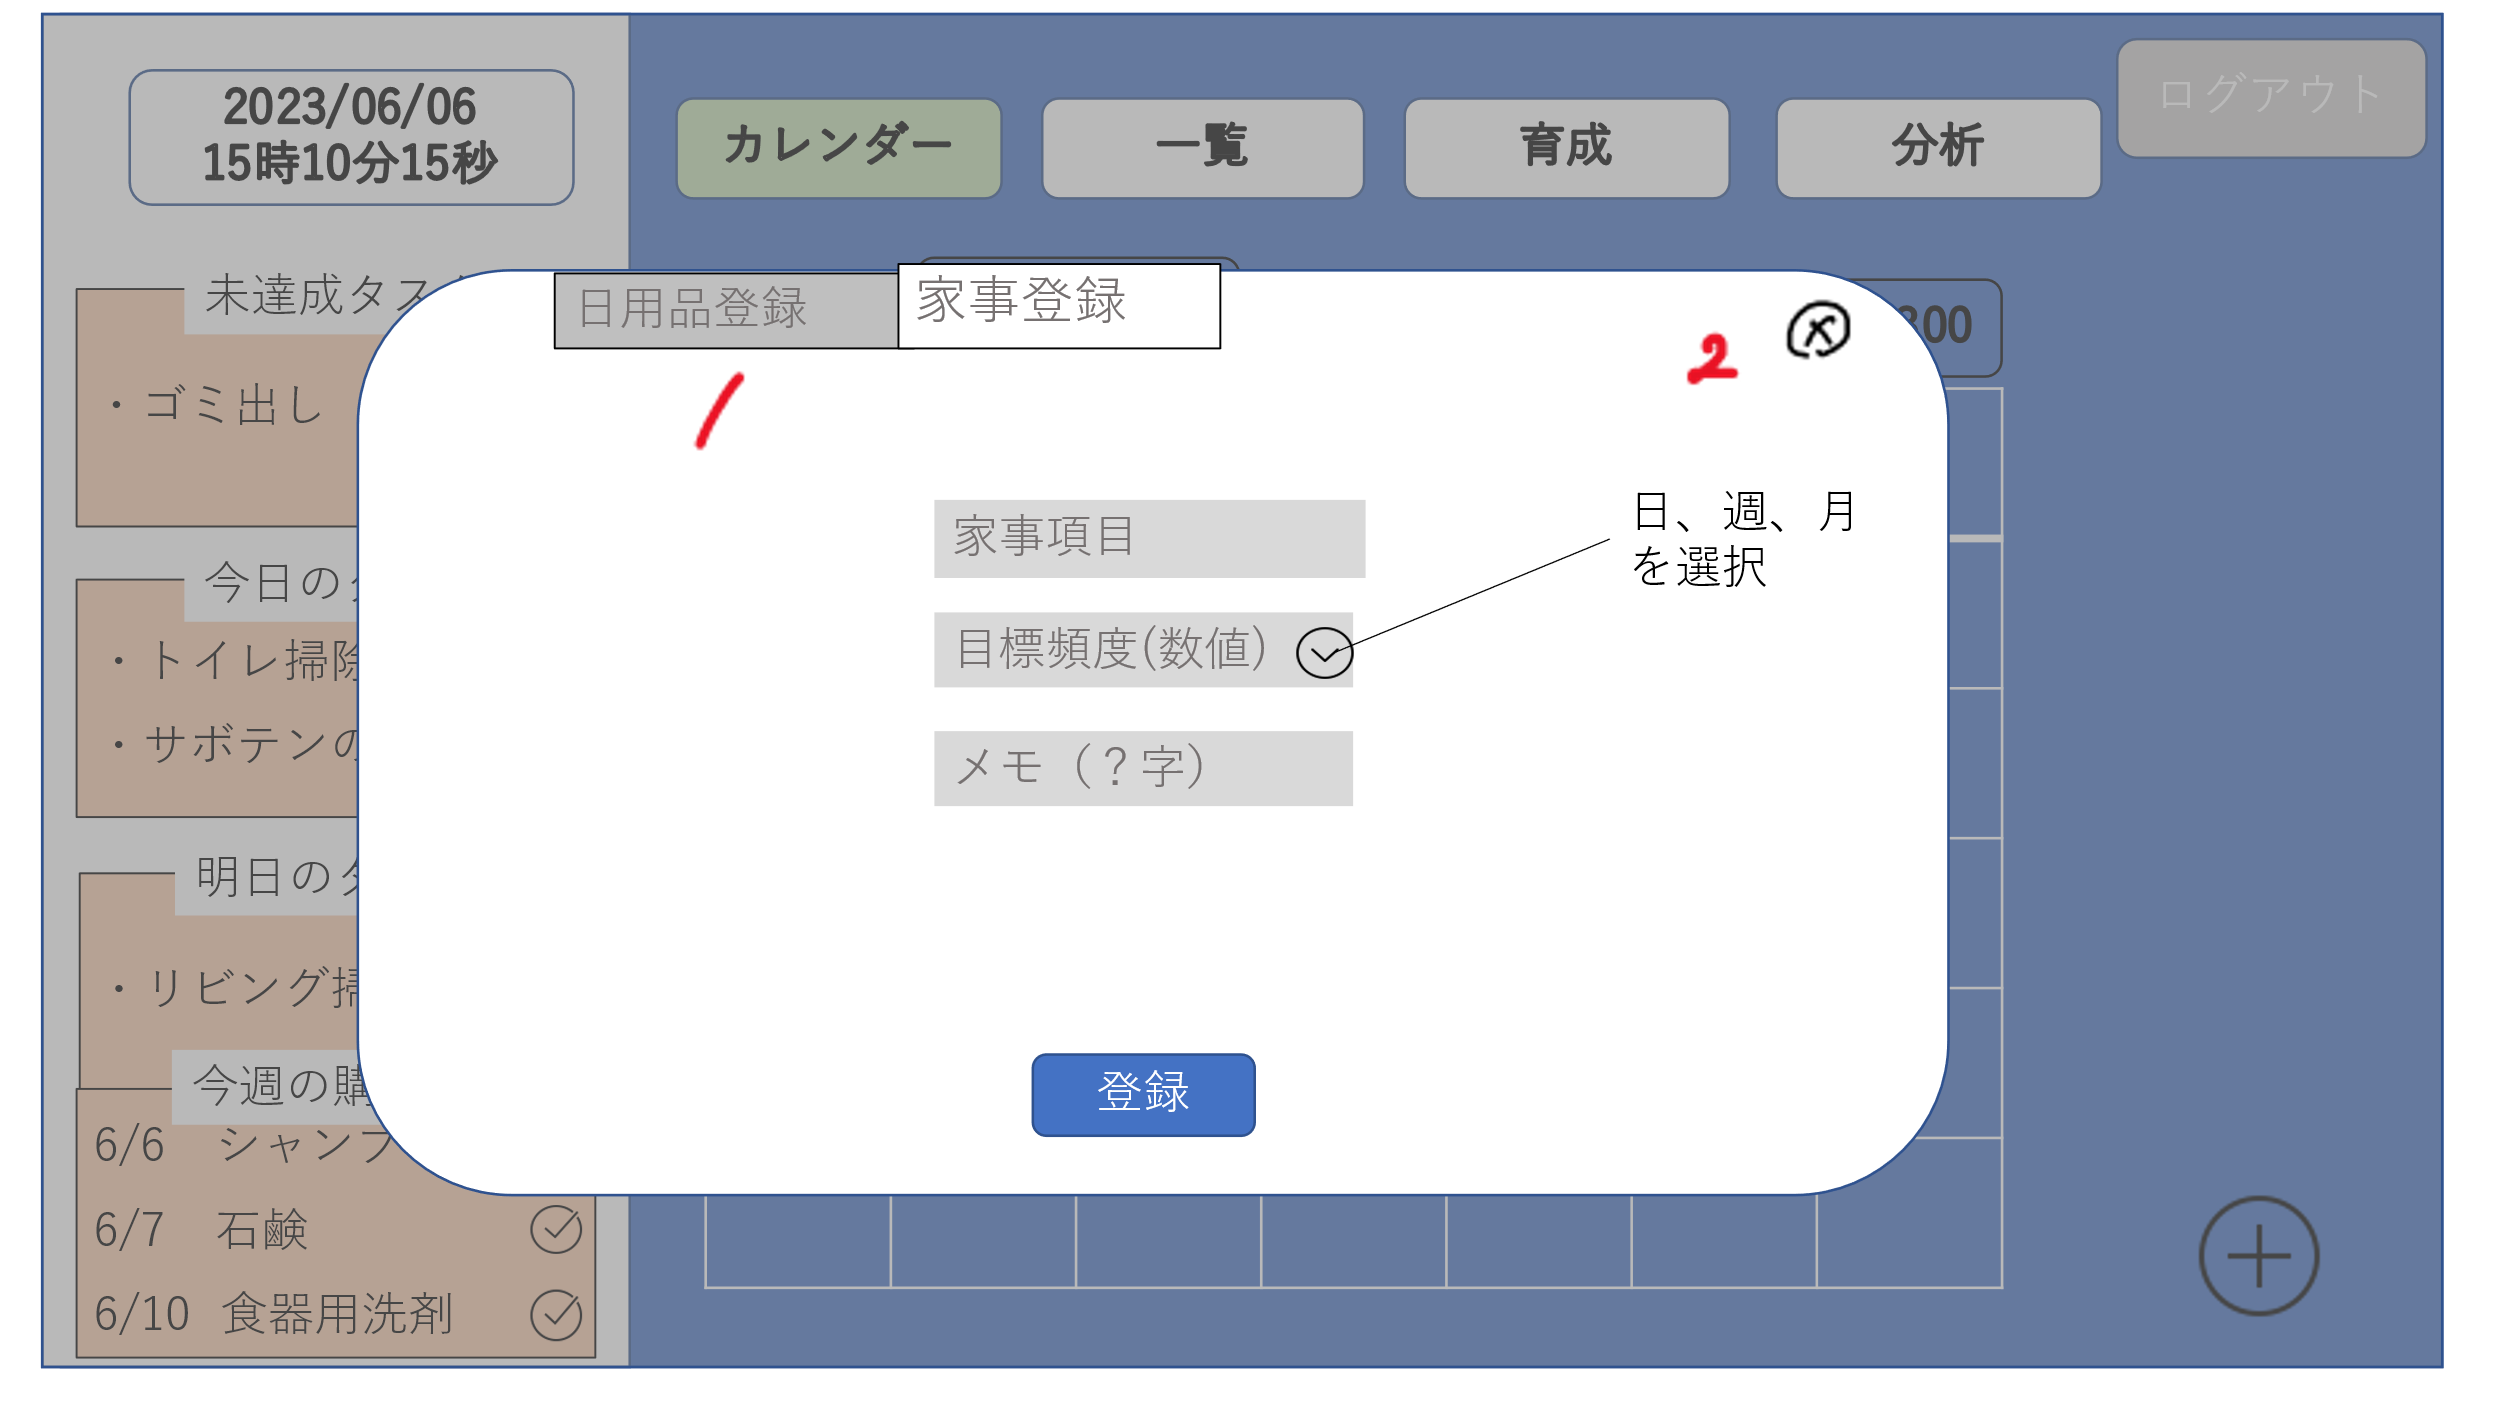 2023/06/06
15時10分15秒
カレンダー
一覧
育成
分析
ログアウト
未達成タス
・ゴミ出し
今日の
・トイレ掃除
・サボテンの
明日のタ
・リビング掃
今週の購
6/6 シャンプ
6/7 石鹸
6/10 食器用洗剤
日用品登録
家事登録
300
1
2
家事項目
目標頻度(数値)
メモ（？字）
日、週、月
を選択
登録